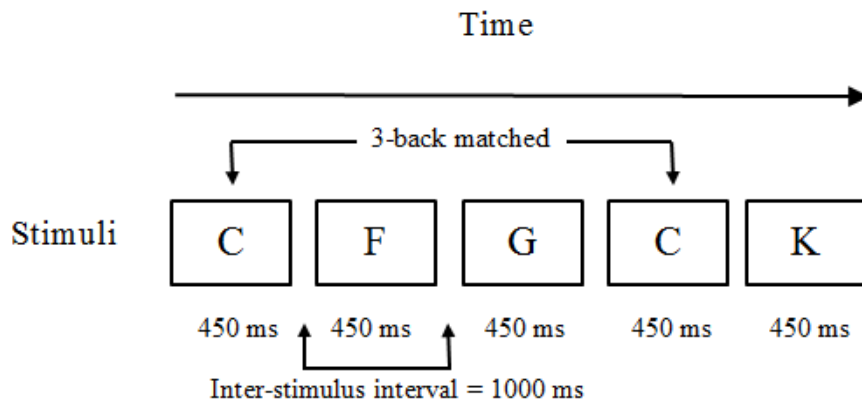 Time
3-back matched
Stimuli
C F G C K
450 ms 450 ms 450 ms 450 ms 450 ms
Inter-stimulus interval = 1000 ms